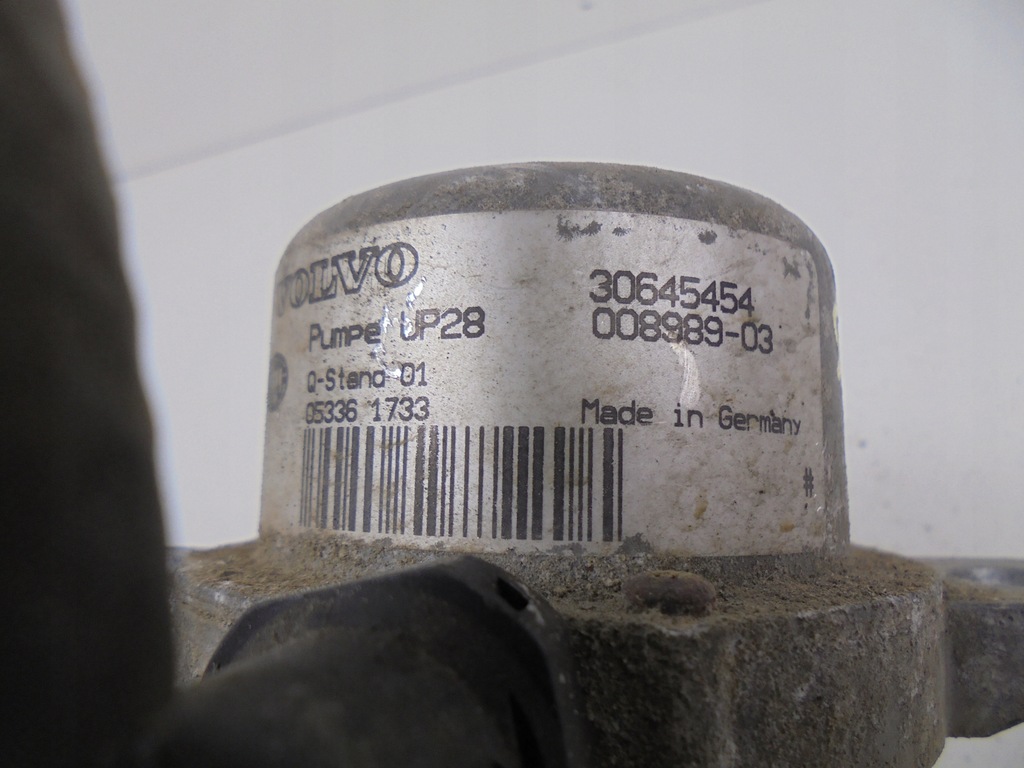 VOLVO
Pumpe UP28
30645454
008989-03
Q-Stand 01
05336 1733
Made in Germany
#